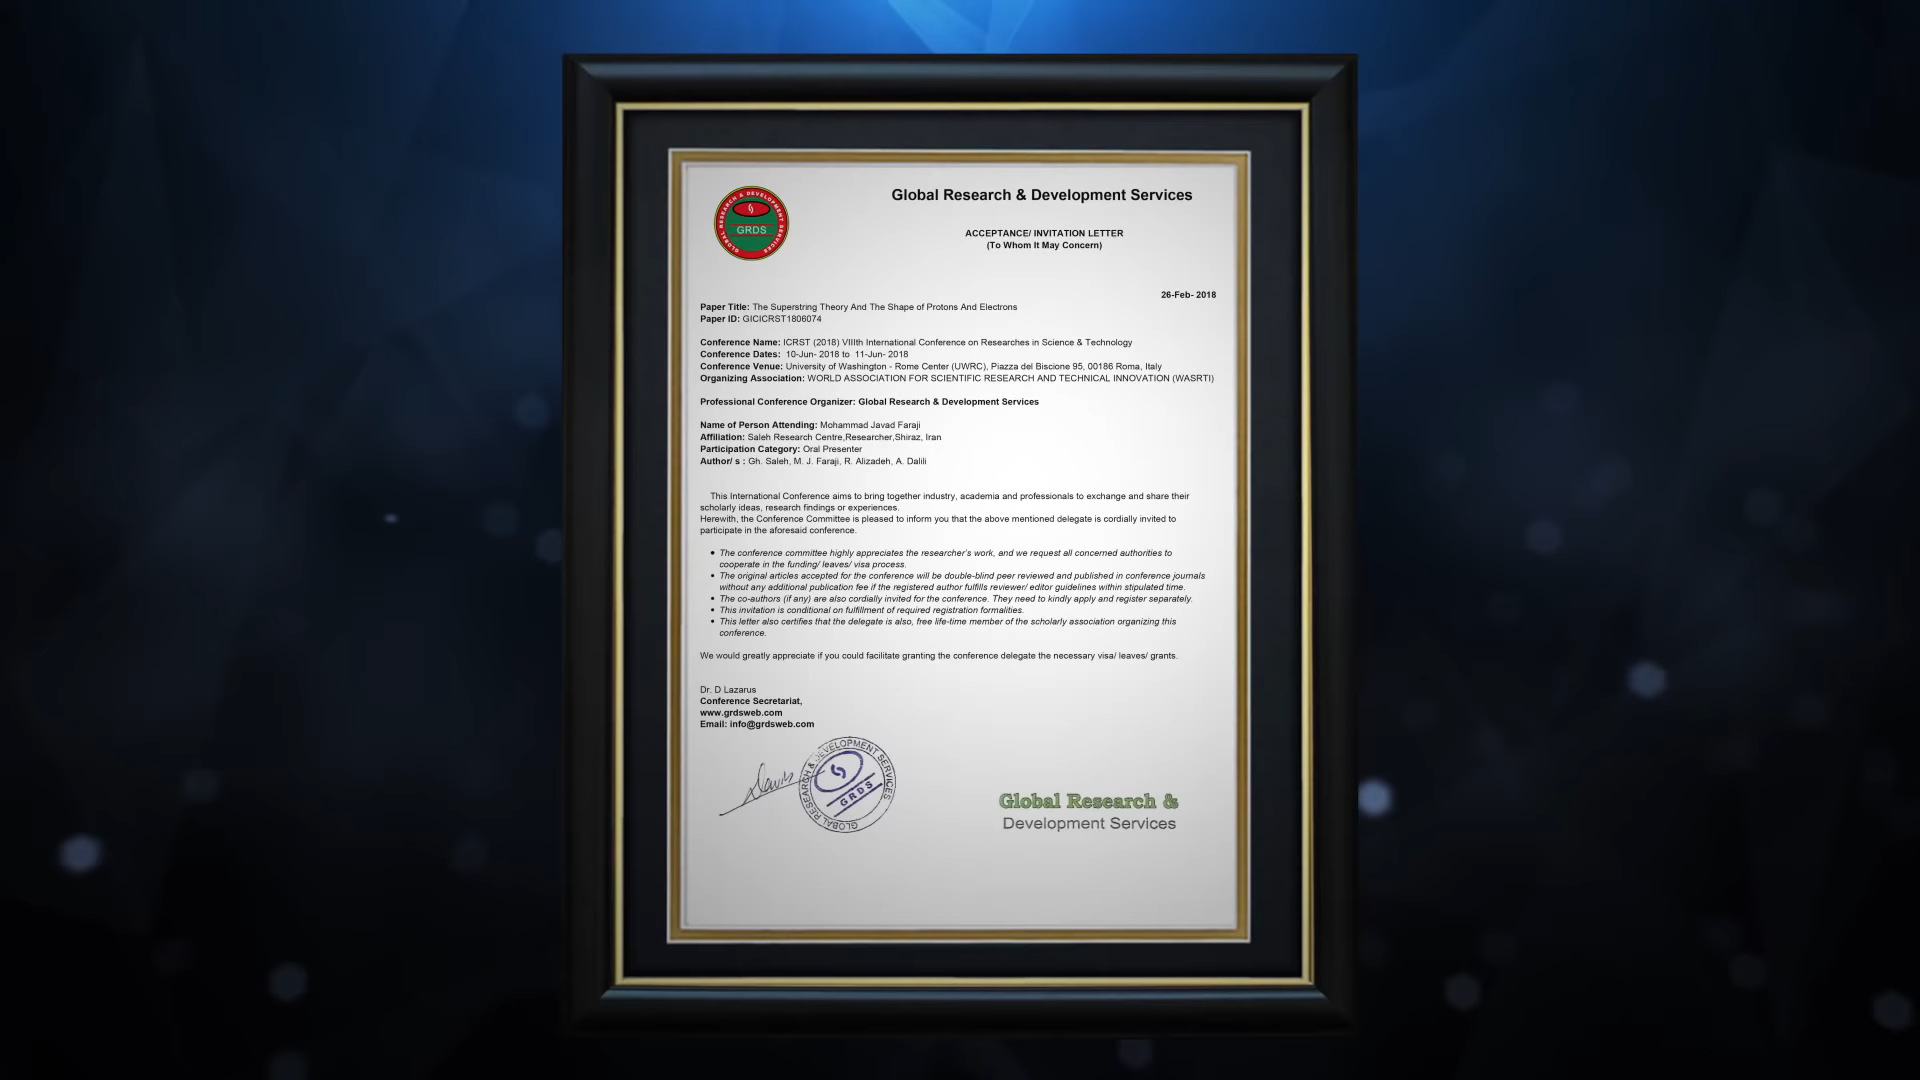 GLOBAL RESEARCH & DEVELOPMENT SERVICES
GRDS
Global Research & Development Services
ACCEPTANCE/ INVITATION LETTER
(To Whom It May Concern)
26-Feb- 2018
Paper Title: The Superstring Theory And The Shape of Protons And Electrons
Paper ID: GICICRST1806074
Conference Name: ICRST (2018) VIIIth International Conference on Researches in Science & Technology
Conference Dates: 10-Jun- 2018 to 11-Jun- 2018
Conference Venue: University of Washington - Rome Center (UWRC), Piazza del Biscione 95, 00186 Roma, Italy
Organizing Association: WORLD ASSOCIATION FOR SCIENTIFIC RESEARCH AND TECHNICAL INNOVATION (WASRTI)
Professional Conference Organizer: Global Research & Development Services
Name of Person Attending: Mohammad Javad Faraji
Affiliation: Saleh Research Centre,Researcher,Shiraz, Iran
Participation Category: Oral Presenter
Author/ s : Gh. Saleh, M. J. Faraji, R. Alizadeh, A. Dalili
This International Conference aims to bring together industry, academia and professionals to exchange and share their
scholarly ideas, research findings or experiences.
Herewith, the Conference Committee is pleased to inform you that the above mentioned delegate is cordially invited to
participate in the aforesaid conference.
• The conference committee highly appreciates the researcher's work, and we request all concerned authorities to
cooperate in the funding/ leaves/ visa process.
• The original articles accepted for the conference will be double-blind peer reviewed and published in conference journals
without any additional publication fee if the registered author fulfills reviewer/ editor guidelines within stipulated time.
• The co-authors (if any) are also cordially invited for the conference. They need to kindly apply and register separately.
• This invitation is conditional on fulfillment of required registration formalities.
• This letter also certifies that the delegate is also, free life-time member of the scholarly association organizing this
conference.
We would greatly appreciate if you could facilitate granting the conference delegate the necessary visa/ leaves/ grants.
Dr. D Lazarus
Conference Secretariat,
www.grdsweb.com
Email: info@grdsweb.com
GLOBAL RESEARCH & DEVELOPMENT SERVICES
GRDS
Global Research &
Development Services